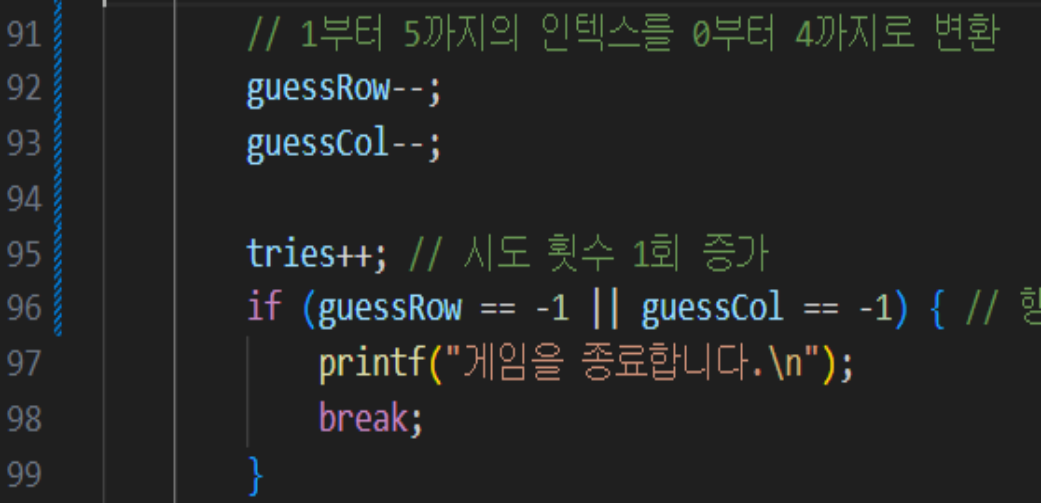 91 // 1부터 5까지의 인텍스를 0부터 4까지로 변환
92 guessRow--;
93 guessCol--;
94
95 tries++; // 시도 횟수 1회 증가
96 if (guessRow == -1 || guessCol == -1) { //
97 printf("게임을 종료합니다.\n");
98 break;
99 }